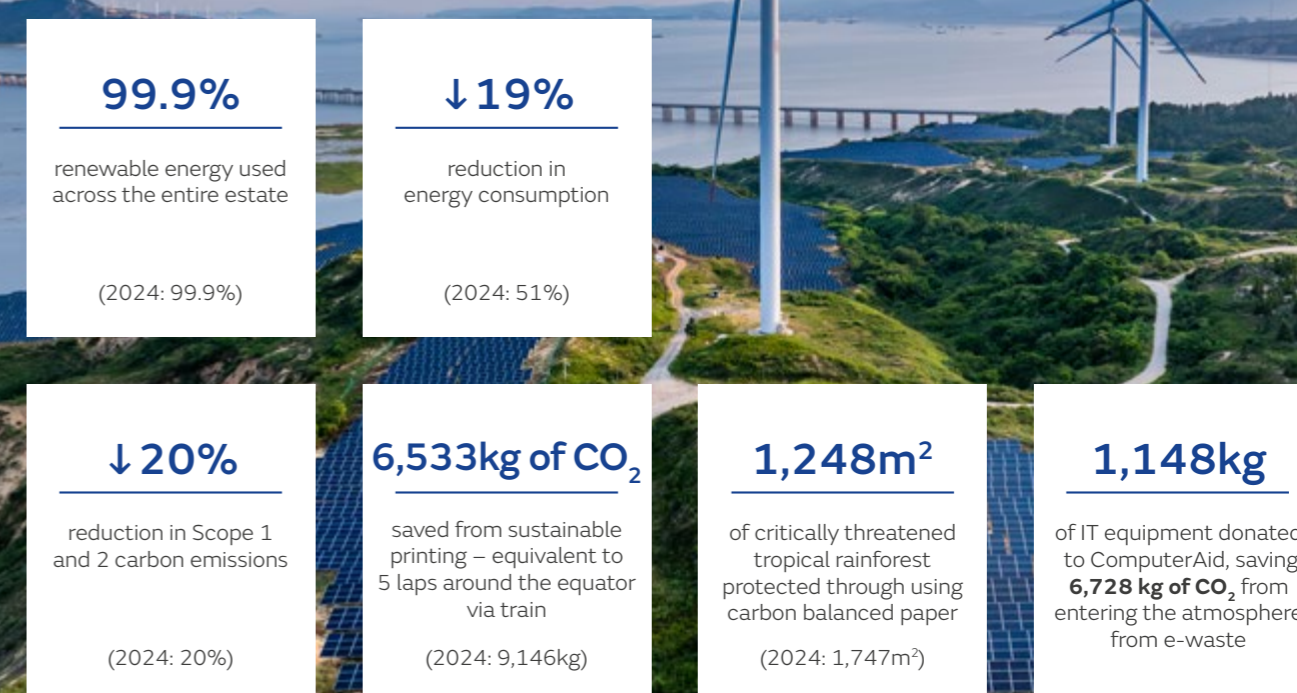 99.9%
renewable energy used
across the entire estate
(2024: 99.9%)
↓19%
reduction in
energy consumption
(2024: 51%)
↓20%
reduction in Scope 1
and 2 carbon emissions
(2024: 20%)
6,533kg of CO₂
saved from sustainable
printing – equivalent to
5 laps around the equator
via train
(2024: 9,146kg)
1,248m²
of critically threatened
tropical rainforest
protected through using
carbon balanced paper
(2024: 1,747m²)
1,148kg
of IT equipment donated
to ComputerAid, saving
6,728 kg of CO₂ from
entering the atmosphere
from e-waste